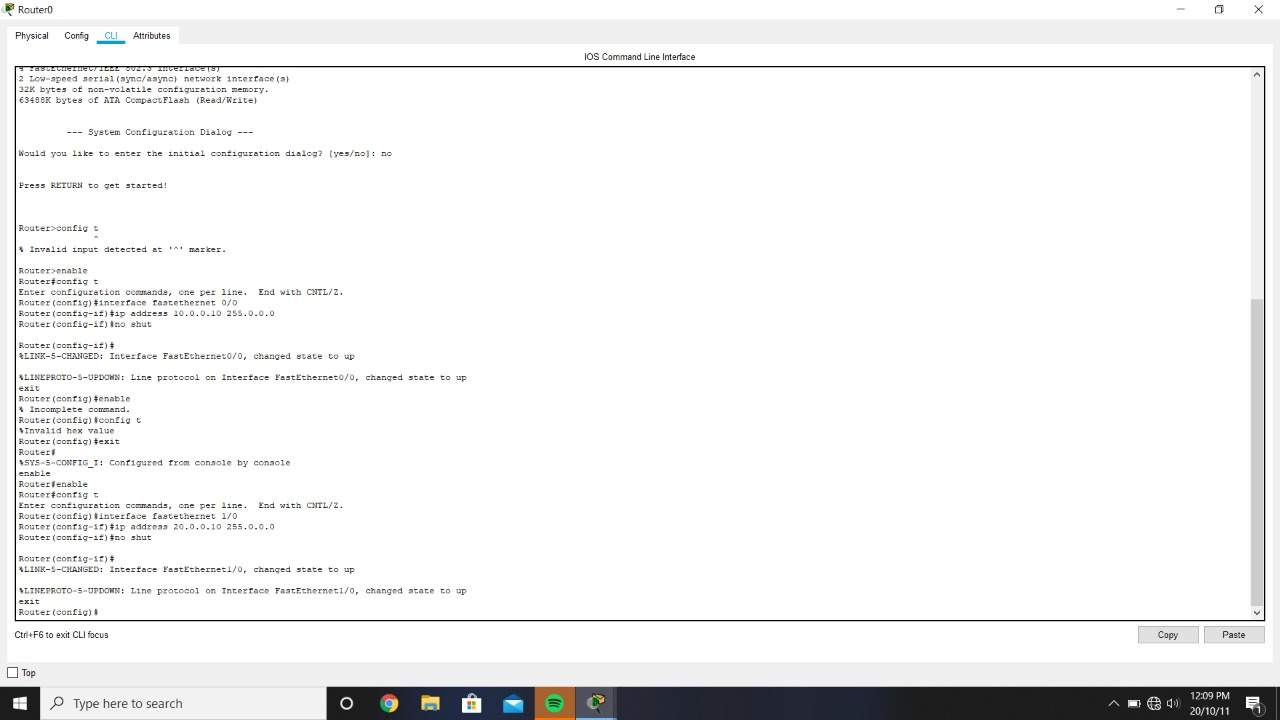 Router0
Physical Config CLI Attributes
IOS Command Line Interface
4 FastEthernet/IEEE 802.3 interface(s)
2 Low-speed serial(sync/async) network interface(s)
32K bytes of non-volatile configuration memory.
63488K bytes of ATA CompactFlash (Read/Write)
--- System Configuration Dialog ---
Would you like to enter the initial configuration dialog? [yes/no]: no
Press RETURN to get started!
Router>config t
^
% Invalid input detected at '^' marker.
Router>enable
Router#config t
Enter configuration commands, one per line.  End with CNTL/Z.
Router(config)#interface fastethernet 0/0
Router(config-if)#ip address 10.0.0.10 255.0.0.0
Router(config-if)#no shut
Router(config-if)#
%LINK-5-CHANGED: Interface FastEthernet0/0, changed state to up
%LINEPROTO-5-UPDOWN: Line protocol on Interface FastEthernet0/0, changed state to up
exit
Router(config)#enable
% Incomplete command.
Router(config)#config t
%Invalid hex value
Router(config)#exit
Router#
%SYS-5-CONFIG_I: Configured from console by console
enable
Router#enable
Router#config t
Enter configuration commands, one per line.  End with CNTL/Z.
Router(config)#interface fastethernet 1/0
Router(config-if)#ip address 20.0.0.10 255.0.0.0
Router(config-if)#no shut
Router(config-if)#
%LINK-5-CHANGED: Interface FastEthernet1/0, changed state to up
%LINEPROTO-5-UPDOWN: Line protocol on Interface FastEthernet1/0, changed state to up
exit
Router(config)#
Ctrl+F6 to exit CLI focus
Copy Paste
Top
Type here to search
12:09 PM
20/10/11
1